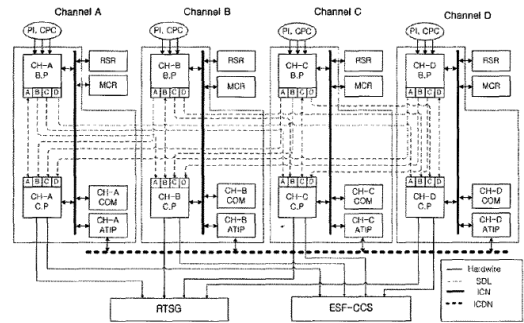 Channel A Channel B Channel C Channel D
PI, CPC PI, CPC PI, CPC PI, CPC
CH-A B.P RSR MCR
CH-B B.P RSR MCR
CH-C B.P RSR MCR
CH-D B.P RSR MCR
A B C D A B C D A B C D A B C D
A B C D A B C D A B C D A B C D
CH-A C.P CH-A COM CH-A ATIP
CH-B C.P CH-B COM CH-B ATIP
CH-C C.P CH-C COM CH-C ATIP
CH-D C.P CH-D COM CH-D ATIP
RTSG ESF-CCS
Hardwire
SDL
ICN
ICDN